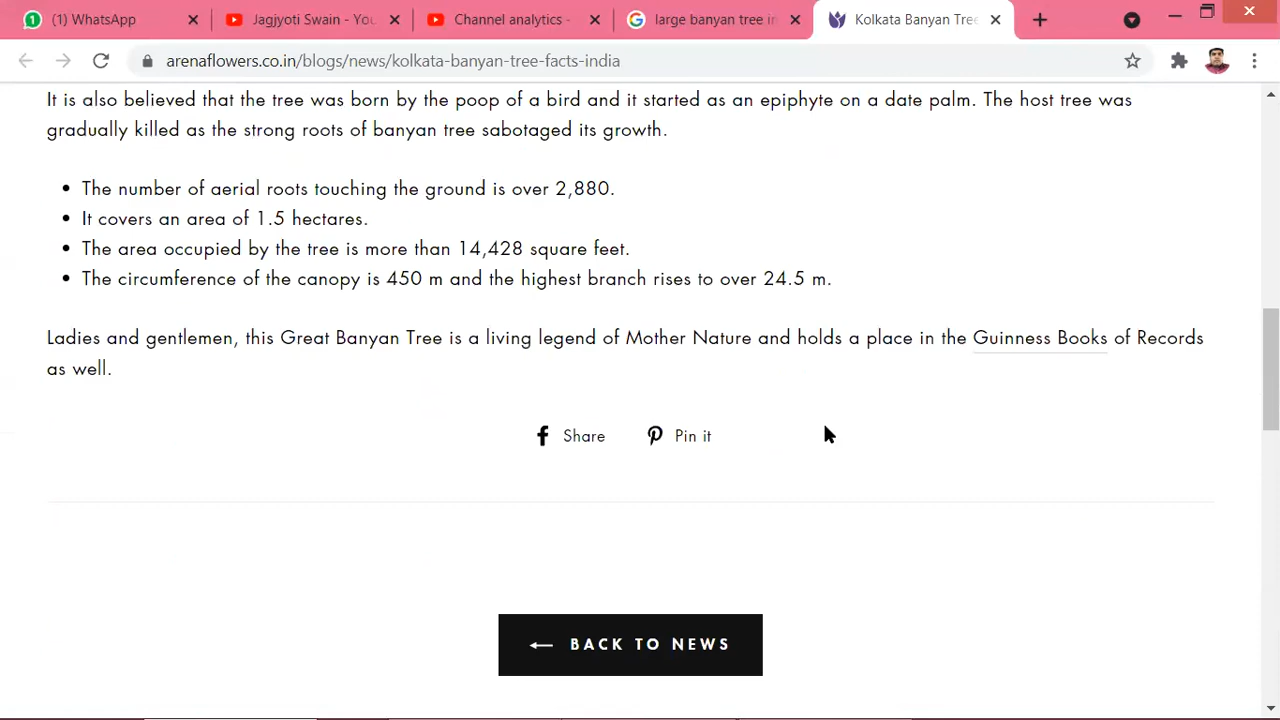 (1) WhatsApp
Jagjyoti Swain - You
Channel analytics -
large banyan tree in
Kolkata Banyan Tree
arenaflowers.co.in/blogs/news/kolkata-banyan-tree-facts-india
It is also believed that the tree was born by the poop of a bird and it started as an epiphyte on a date palm. The host tree was
gradually killed as the strong roots of banyan tree sabotaged its growth.
• The number of aerial roots touching the ground is over 2,880.
• It covers an area of 1.5 hectares.
• The area occupied by the tree is more than 14,428 square feet.
• The circumference of the canopy is 450 m and the highest branch rises to over 24.5 m.
Ladies and gentlemen, this Great Banyan Tree is a living legend of Mother Nature and holds a place in the Guinness Books of Records
as well.
Share Pin it
BACK TO NEWS